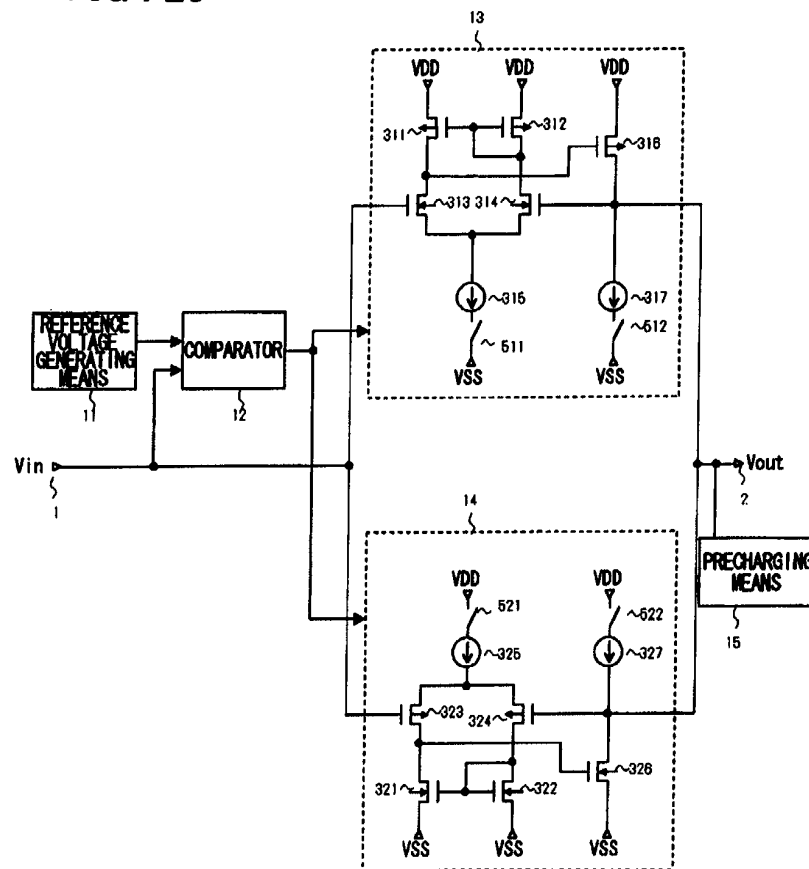 13
VDD VDD VDD
311 312 316
313 314
315 317
511 512
VSS VSS
REFERENCE
VOLTAGE
GENERATING
MEANS
11
COMPARATOR
12
Vin
1
Vout
2
14
VDD VDD
521 522
325 327
323 324
321 322 326
VSS VSS VSS
PRECHARGING
MEANS
15